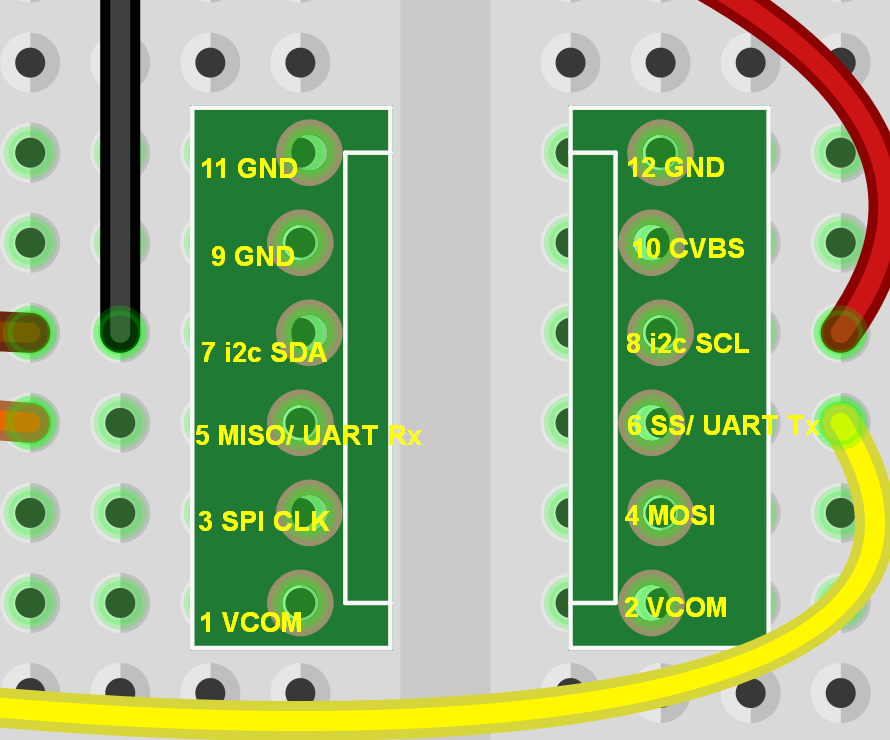 11 GND
12 GND
9 GND
10 CVBS
7 i2c SDA
8 i2c SCL
5 MISO/ UART Rx
6 SS/ UART Tx
3 SPI CLK
4 MOSI
1 VCOM
2 VCOM